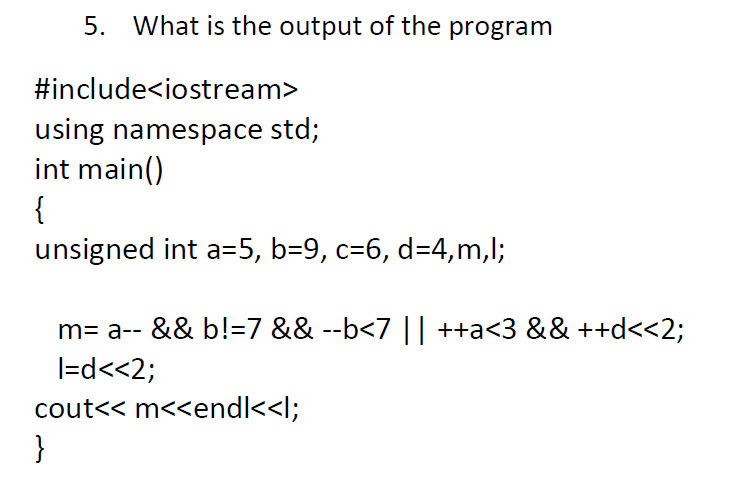 5. What is the output of the program
#include<iostream>
using namespace std;
int main()
{
unsigned int a=5, b=9, c=6, d=4,m,l;
m= a-- && b!=7 && --b<7 || ++a<3 && ++d<<2;
l=d<<2;
cout<< m<<endl<<l;
}